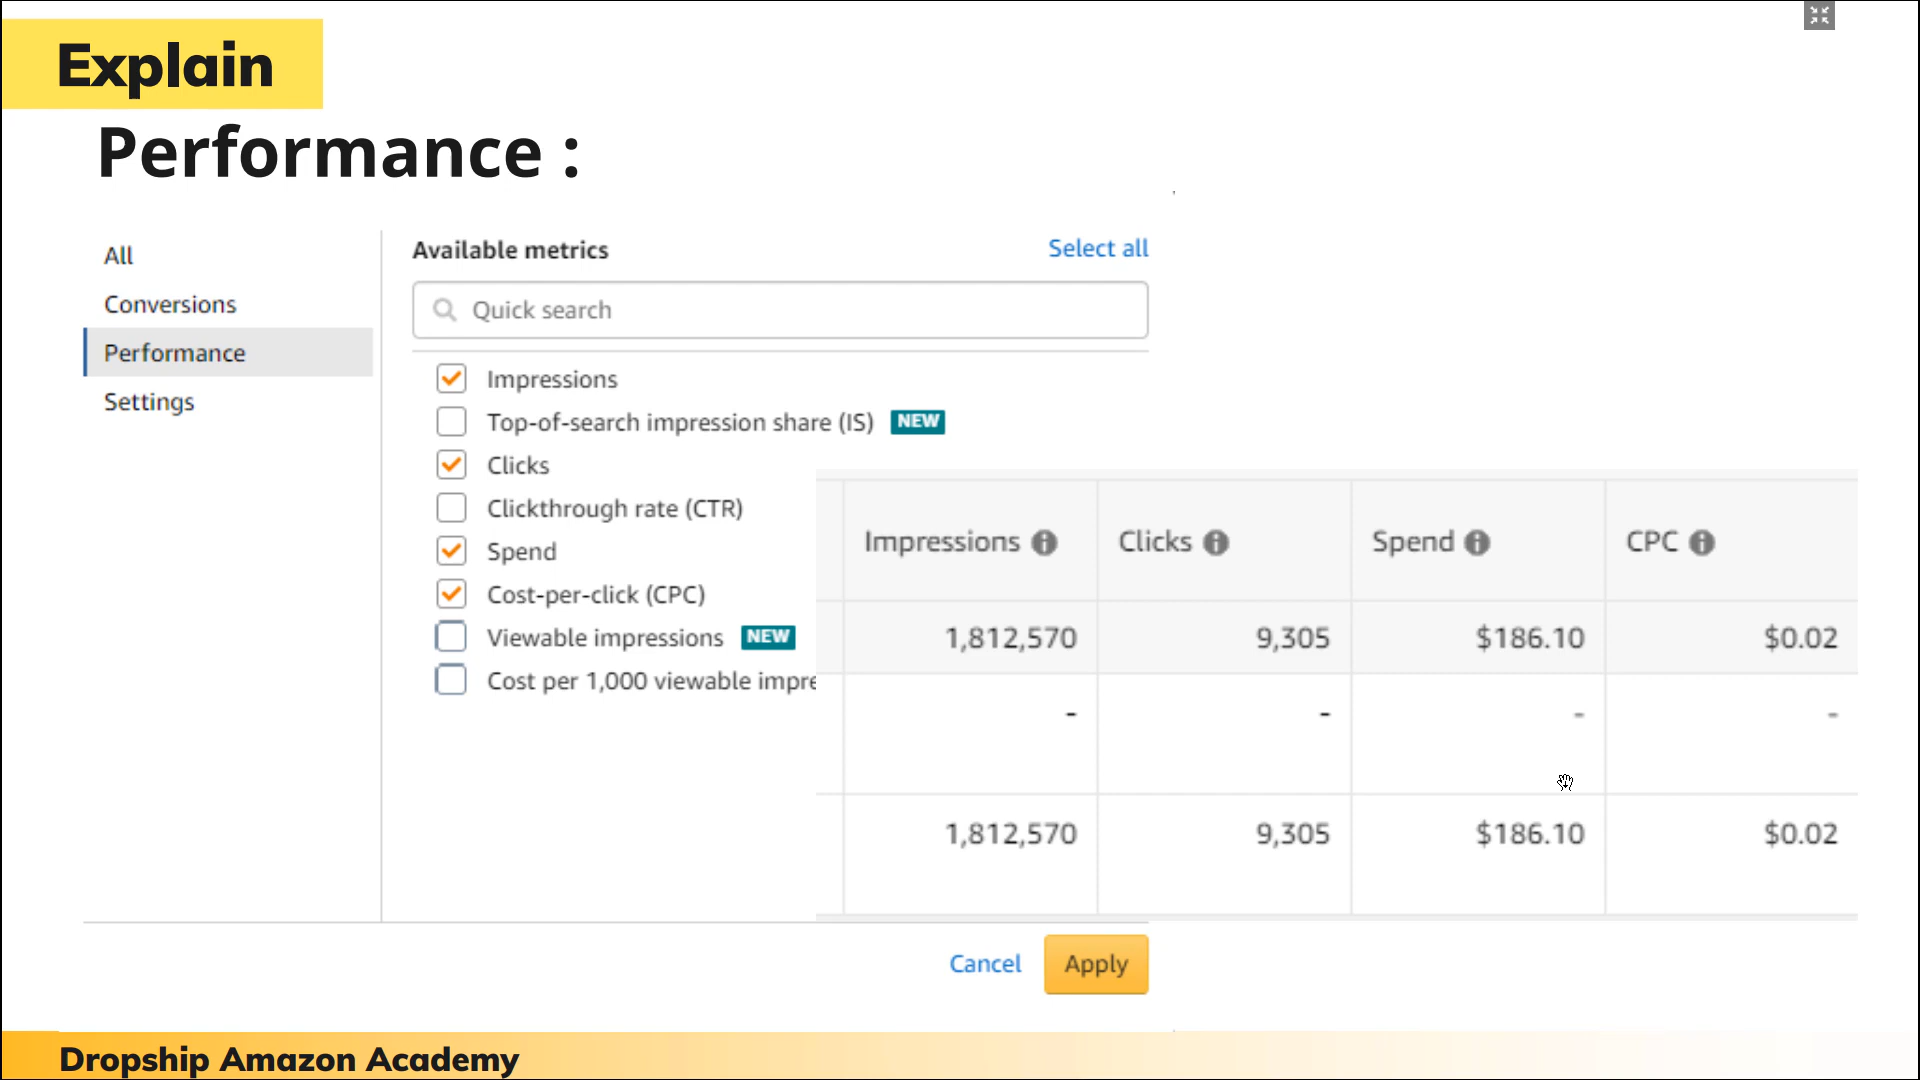 Explain
Performance :
All
Conversions
Performance
Settings
Available metrics
Select all
Quick search
Impressions
Top-of-search impression share (IS) NEW
Clicks
Clickthrough rate (CTR)
Spend
Cost-per-click (CPC)
Viewable impressions NEW
Cost per 1,000 viewable impre
Impressions Clicks Spend CPC
1,812,570 9,305 $186.10 $0.02
- - - -
1,812,570 9,305 $186.10 $0.02
Cancel Apply
Dropship Amazon Academy